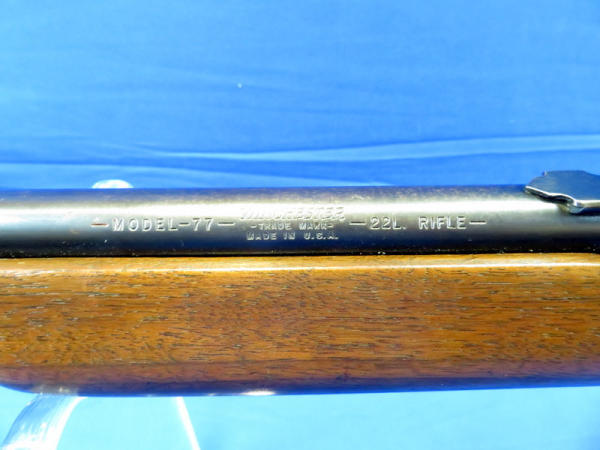 — MODEL-77 — WINCHESTER — 22L. RIFLE —
-TRADE MARK-
MADE IN U.S.A.